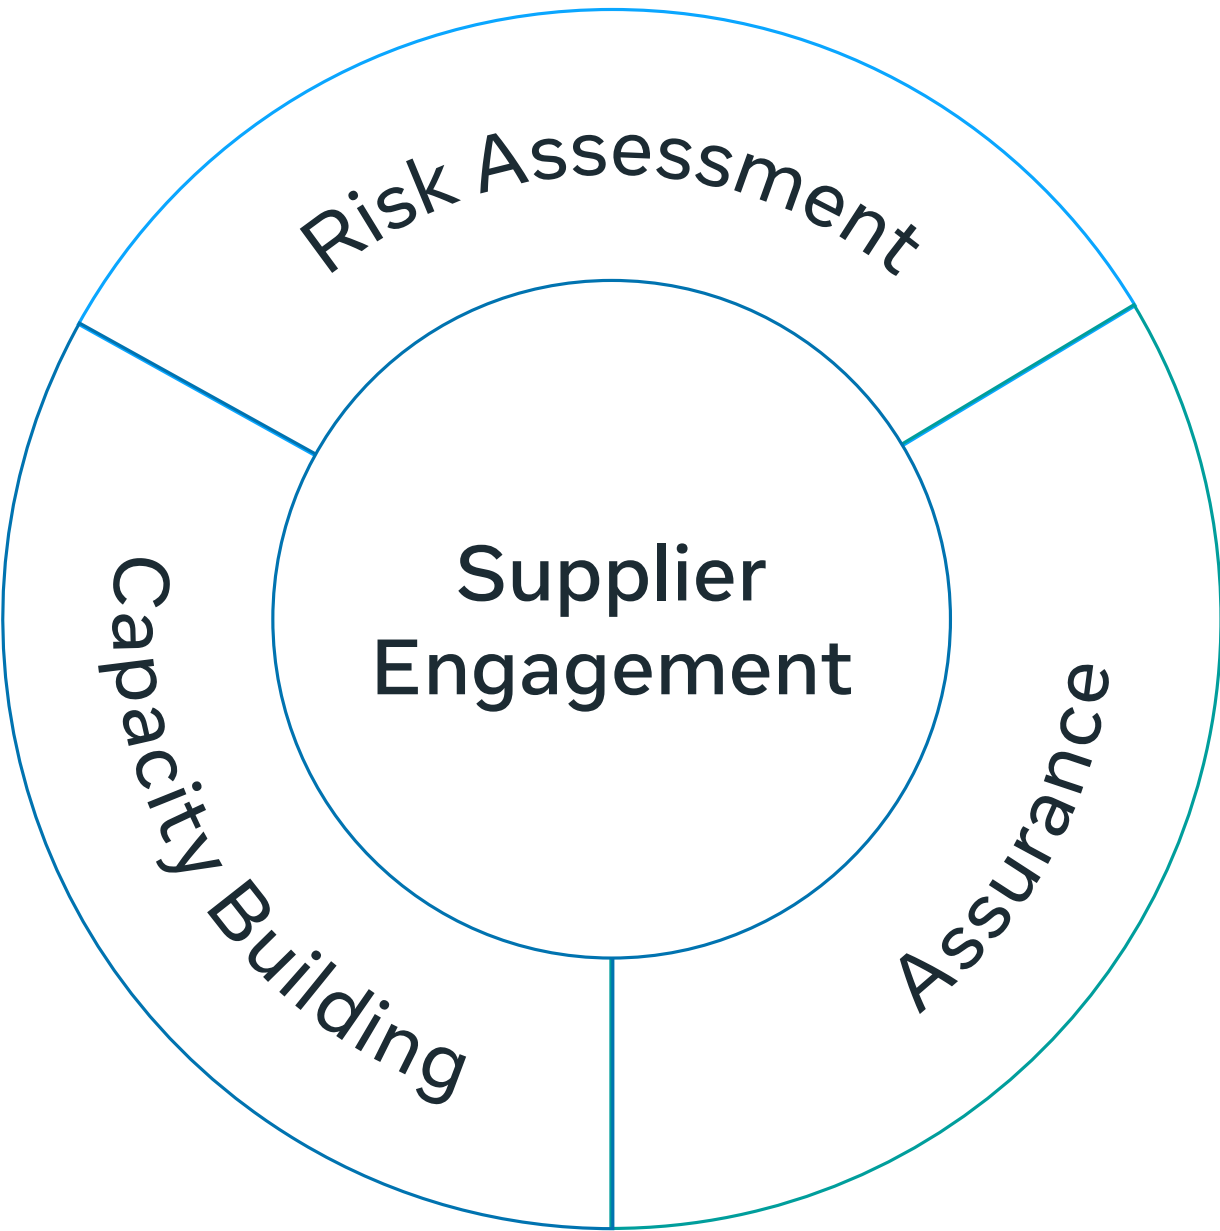 Risk Assessment
Supplier
Engagement
Capacity Building
Assurance